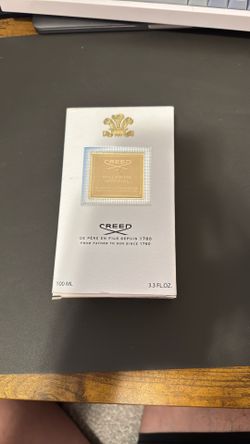 CREED
CREED
DE PÈRE EN FILS DEPUIS 1760
FROM FATHER TO SON SINCE 1760
100 ML
3.3 FL.OZ.